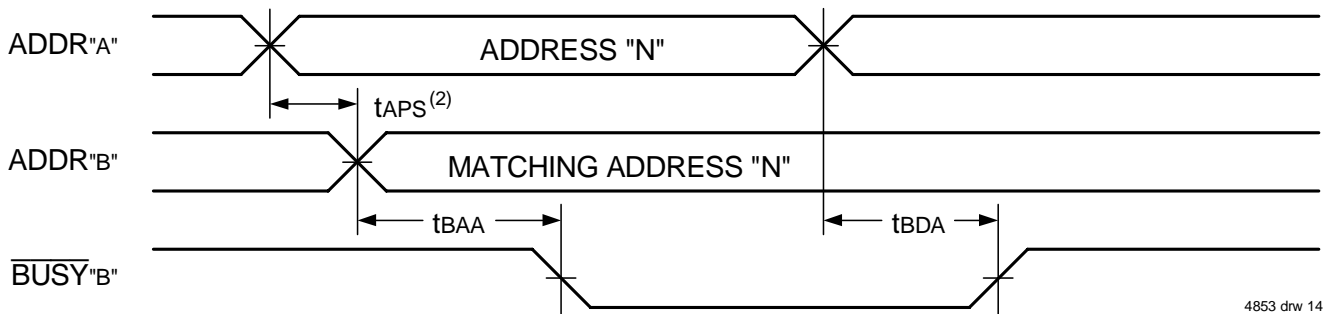 ADDR"A"
ADDRESS "N"
tAPS(2)
ADDR"B"
MATCHING ADDRESS "N"
tBAA
tBDA
BUSY"B"
4853 drw 14